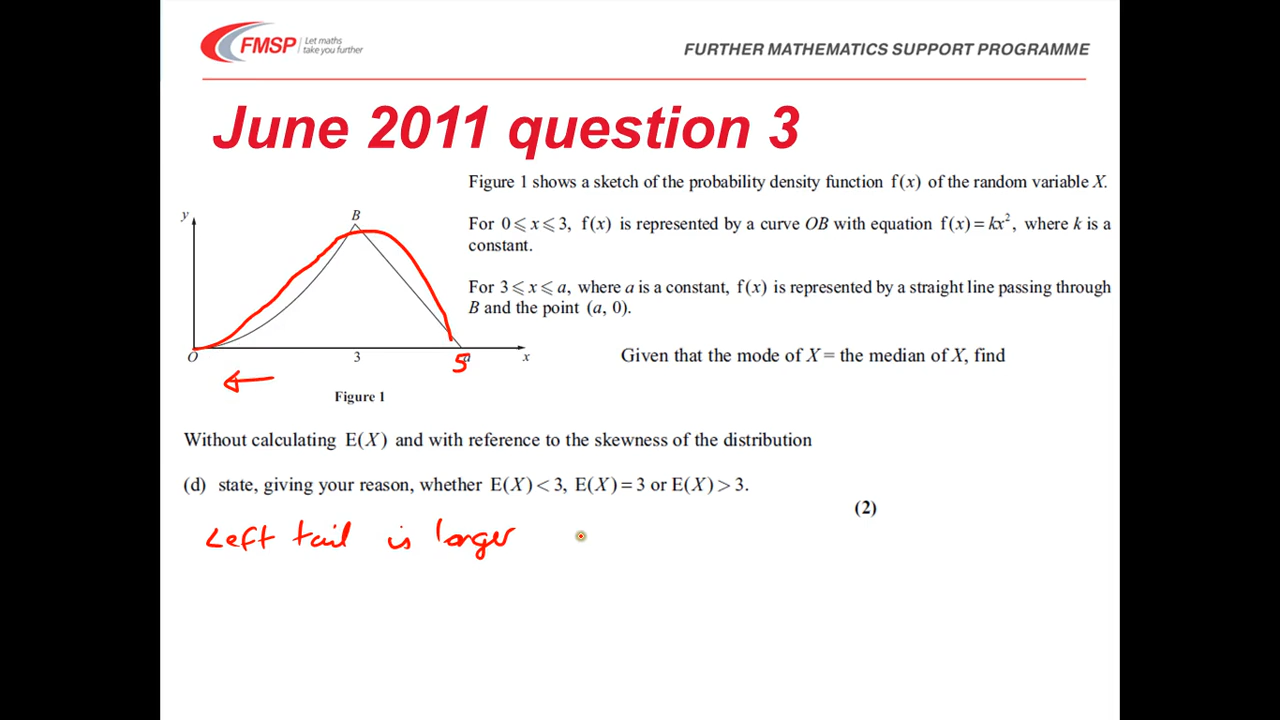 FMSP Let maths
take you further
FURTHER MATHEMATICS SUPPORT PROGRAMME
June 2011 question 3
Figure 1 shows a sketch of the probability density function f(x) of the random variable X.
For 0 ⩽ x ⩽ 3, f(x) is represented by a curve OB with equation f(x) = kx², where k is a
constant.
For 3 ⩽ x ⩽ a, where a is a constant, f(x) is represented by a straight line passing through
B and the point (a, 0).
Given that the mode of X = the median of X, find
y
B
O
3
5
a
x
Figure 1
Without calculating E(X) and with reference to the skewness of the distribution
(d) state, giving your reason, whether E(X) < 3, E(X) = 3 or E(X) > 3.
(2)
Left tail is longer